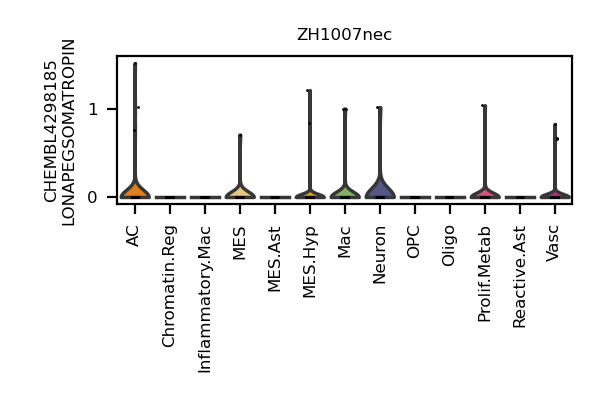 ZH1007nec
CHEMBL4298185
LONAPEGSOMATROPIN
1
0
AC
Chromatin.Reg
Inflammatory.Mac
MES
MES.Ast
MES.Hyp
Mac
Neuron
OPC
Oligo
Prolif.Metab
Reactive.Ast
Vasc